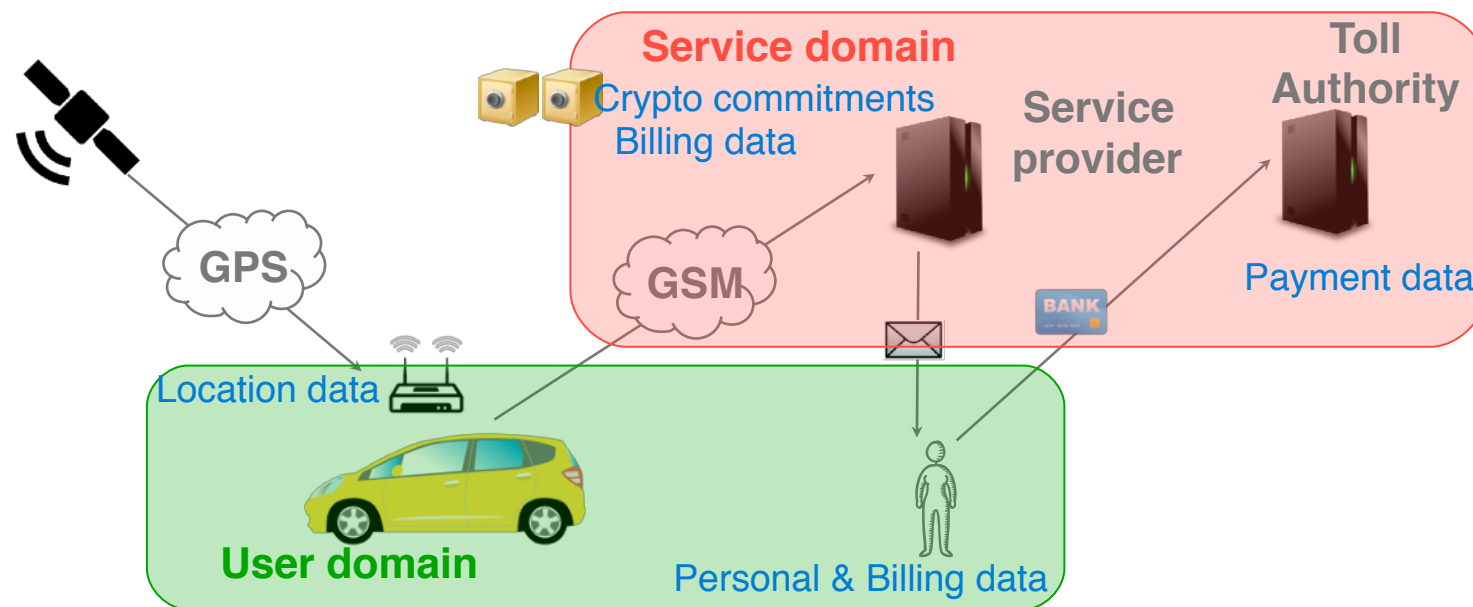 Service domain
Toll
Authority
Crypto commitments
Billing data
Service
provider
GPS
GSM
Payment data
BANK
Location data
User domain
Personal & Billing data